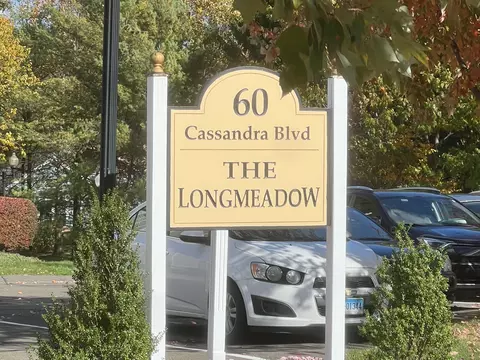 60
Cassandra Blvd
THE
LONGMEADOW